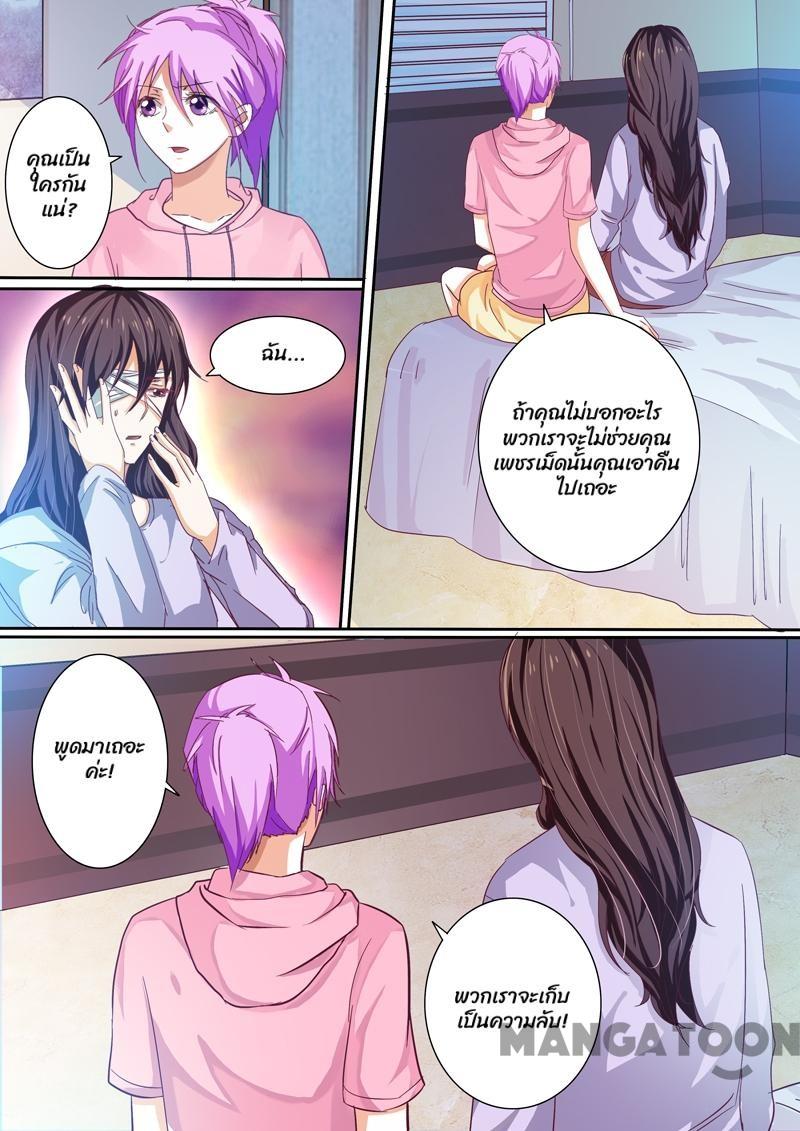 คุณเป็น
ใครกัน
แน่?
ถ้าคุณไม่บอกอะไร
พวกเราจะไม่ช่วยคุณ
เพชรเม็ดนั้นคุณเอาคืน
ไปเถอะ
ฉัน...
พูดมาเถอะ
ค่ะ!
พวกเราจะเก็บ
เป็นความลับ!
MANGATOON